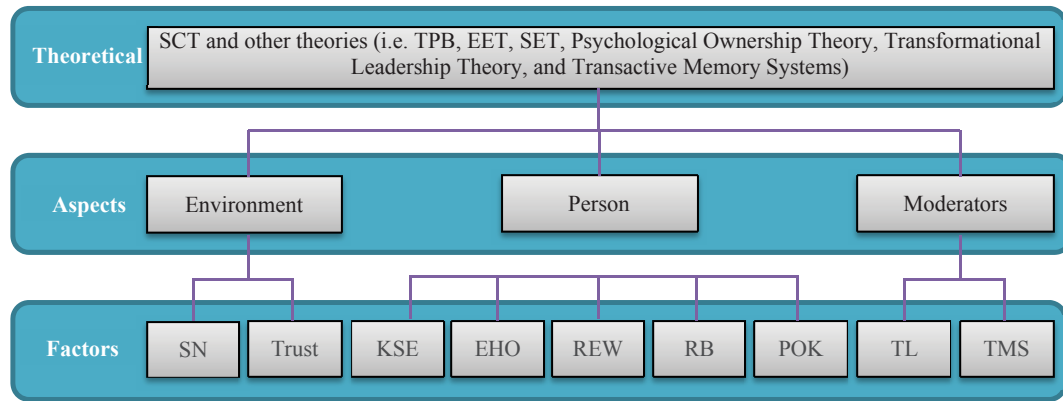 Theoretical
SCT and other theories (i.e. TPB, EET, SET, Psychological Ownership Theory, Transformational
Leadership Theory, and Transactive Memory Systems)
Aspects
Environment
Person
Moderators
Factors
SN
Trust
KSE
EHO
REW
RB
POK
TL
TMS